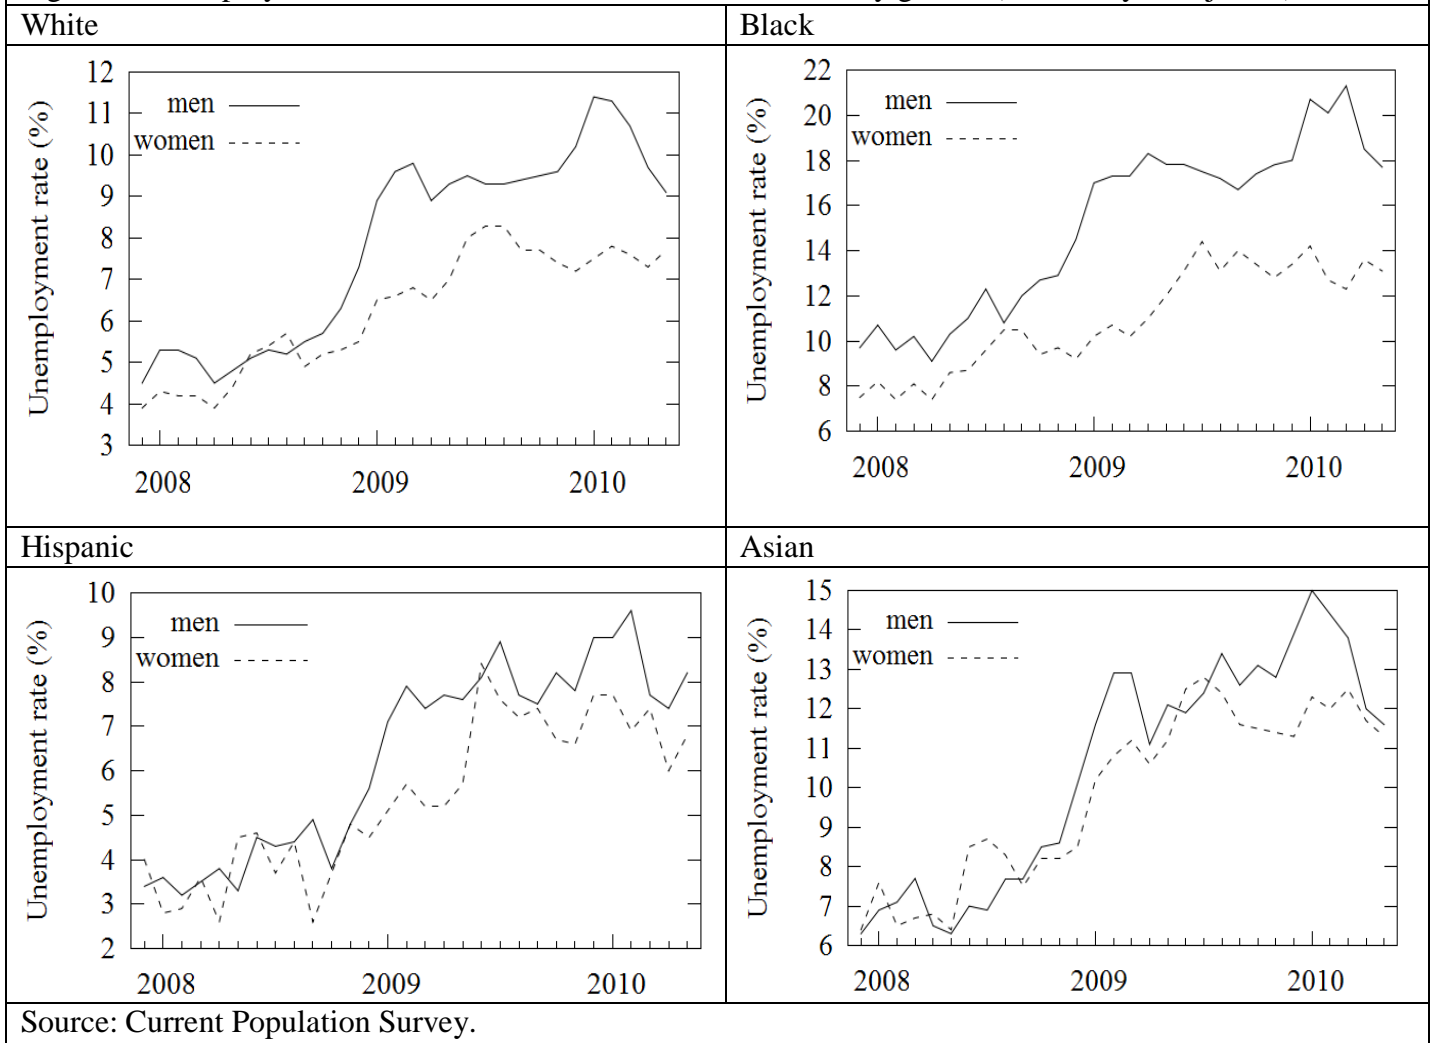 White
Black
12
11
10
9
8
7
6
5
4
3
men
women
Unemployment rate (%)
2008
2009
2010
22
20
18
16
14
12
10
8
6
men
women
Unemployment rate (%)
2008
2009
2010
Hispanic
Asian
10
9
8
7
6
5
4
3
2
men
women
Unemployment rate (%)
2008
2009
2010
15
14
13
12
11
10
9
8
7
6
men
women
Unemployment rate (%)
2008
2009
2010
Source: Current Population Survey.